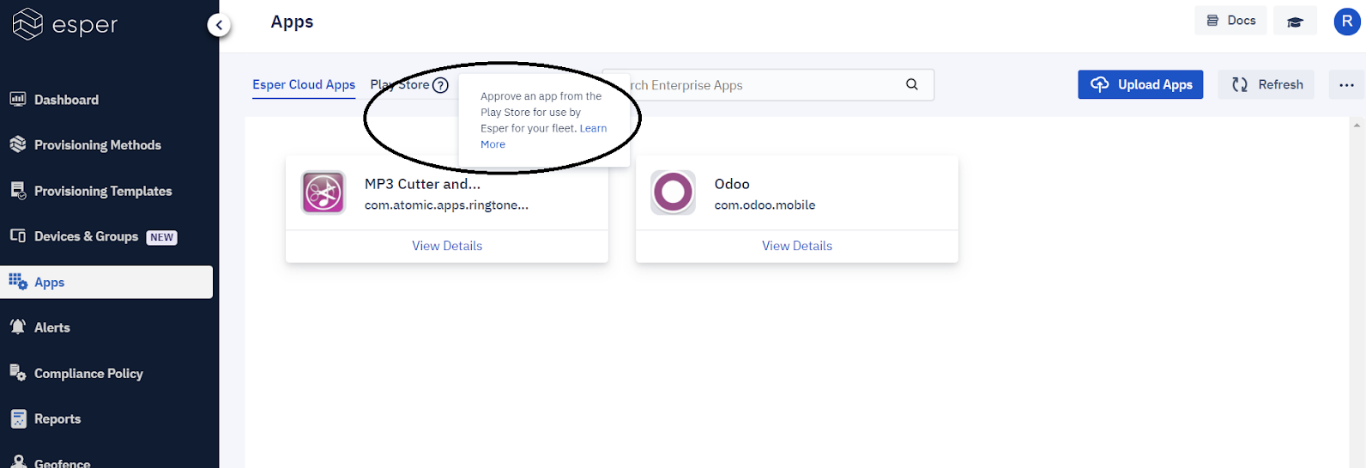 esper
Apps
Docs
R
Esper Cloud Apps
Play Store ?
rch Enterprise Apps
Upload Apps
Refresh
Approve an app from the
Play Store for use by
Esper for your fleet. Learn
More
Dashboard
Provisioning Methods
Provisioning Templates
Devices & Groups NEW
Apps
Alerts
Compliance Policy
Reports
Geofence
MP3 Cutter and...
com.atomic.apps.ringtone...
View Details
Odoo
com.odoo.mobile
View Details